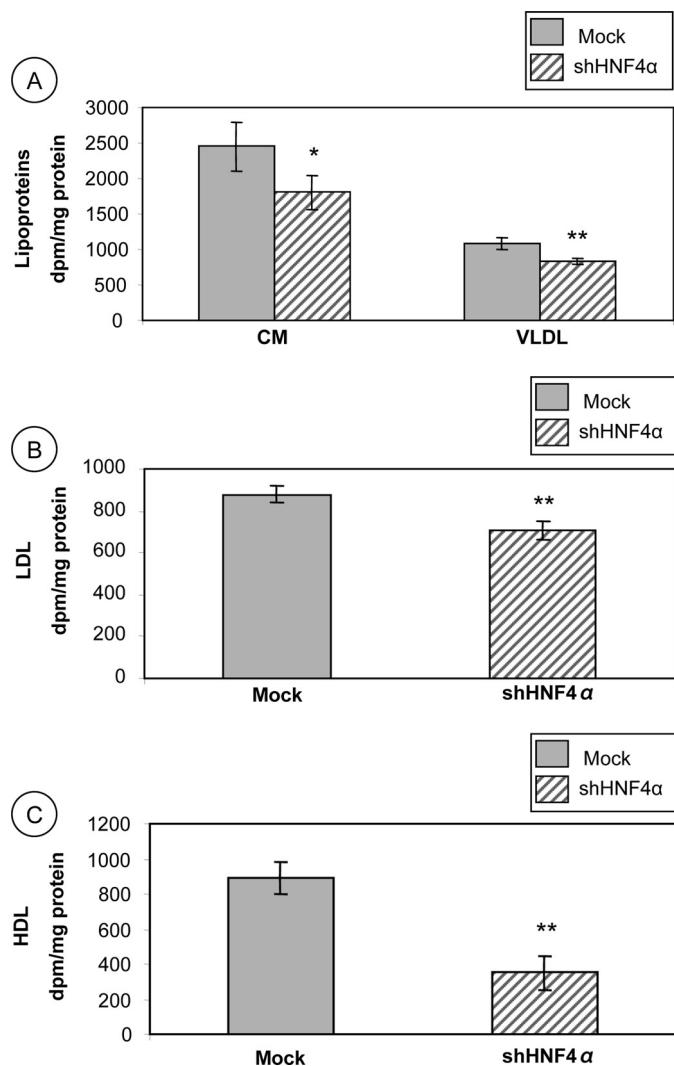 Mock
shHNF4α
A
Lipoproteins
dpm/mg protein
3000
2500
2000
1500
1000
500
0
*
**
CM
VLDL
Mock
shHNF4α
B
LDL
dpm/mg protein
1000
800
600
400
200
0
**
Mock
shHNF4α
Mock
shHNF4α
C
HDL
dpm/mg protein
1200
1000
800
600
400
200
0
**
Mock
shHNF4α